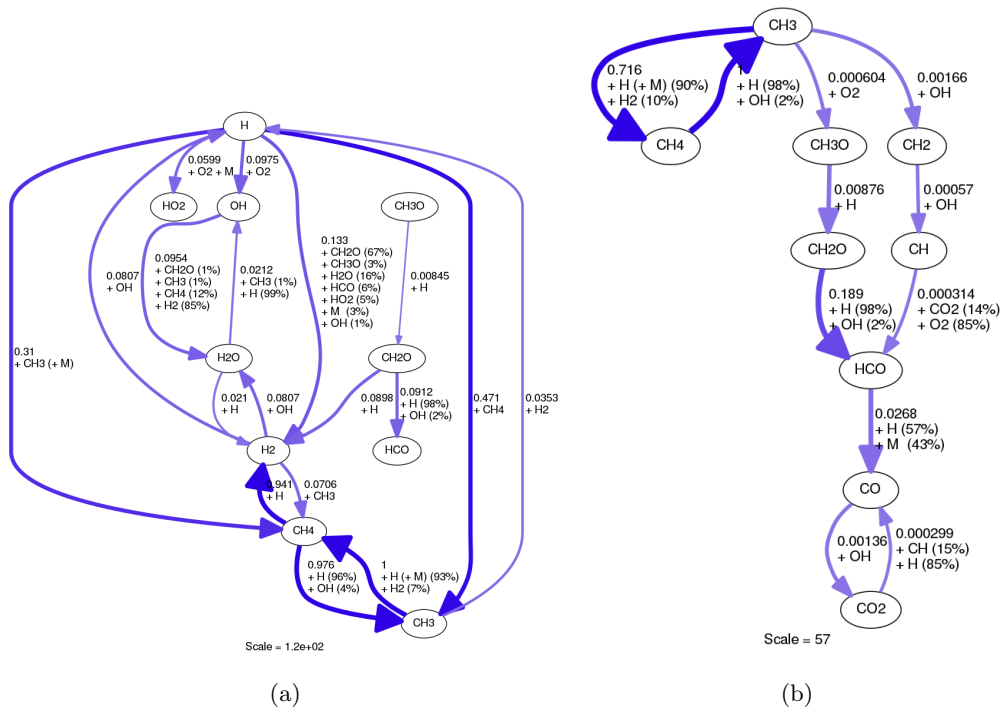 H
0.0599
+ O2 + M
0.0975
+ O2
HO2
OH
CH3O
0.0807
+ OH
0.0954
+ CH2O (1%)
+ CH3 (1%)
+ CH4 (12%)
+ H2 (85%)
0.0212
+ CH3 (1%)
+ H (99%)
0.133
+ CH2O (67%)
+ CH3O (3%)
+ H2O (16%)
+ HCO (6%)
+ HO2 (5%)
+ M (3%)
+ OH (1%)
0.00845
+ H
0.31
+ CH3 (+ M)
H2O
CH2O
0.021
+ H
0.0807
+ OH
0.0898
+ H
0.0912
+ H (98%)
+ OH (2%)
0.471
+ CH4
0.0353
+ H2
H2
HCO
0.941
+ H
0.0706
+ CH3
CH4
0.976
+ H (96%)
+ OH (4%)
1
+ H (+ M) (93%)
+ H2 (7%)
CH3
Scale = 1.2e+02
(a)
CH3
0.716
+ H (+ M) (90%)
+ H2 (10%)
1
+ H (98%)
+ OH (2%)
0.000604
+ O2
0.00166
+ OH
CH4
CH3O
CH2
0.00876
+ H
0.00057
+ OH
CH2O
CH
0.189
+ H (98%)
+ OH (2%)
0.000314
+ CO2 (14%)
+ O2 (85%)
HCO
0.0268
+ H (57%)
+ M (43%)
CO
0.00136
+ OH
0.000299
+ CH (15%)
+ H (85%)
CO2
Scale = 57
(b)